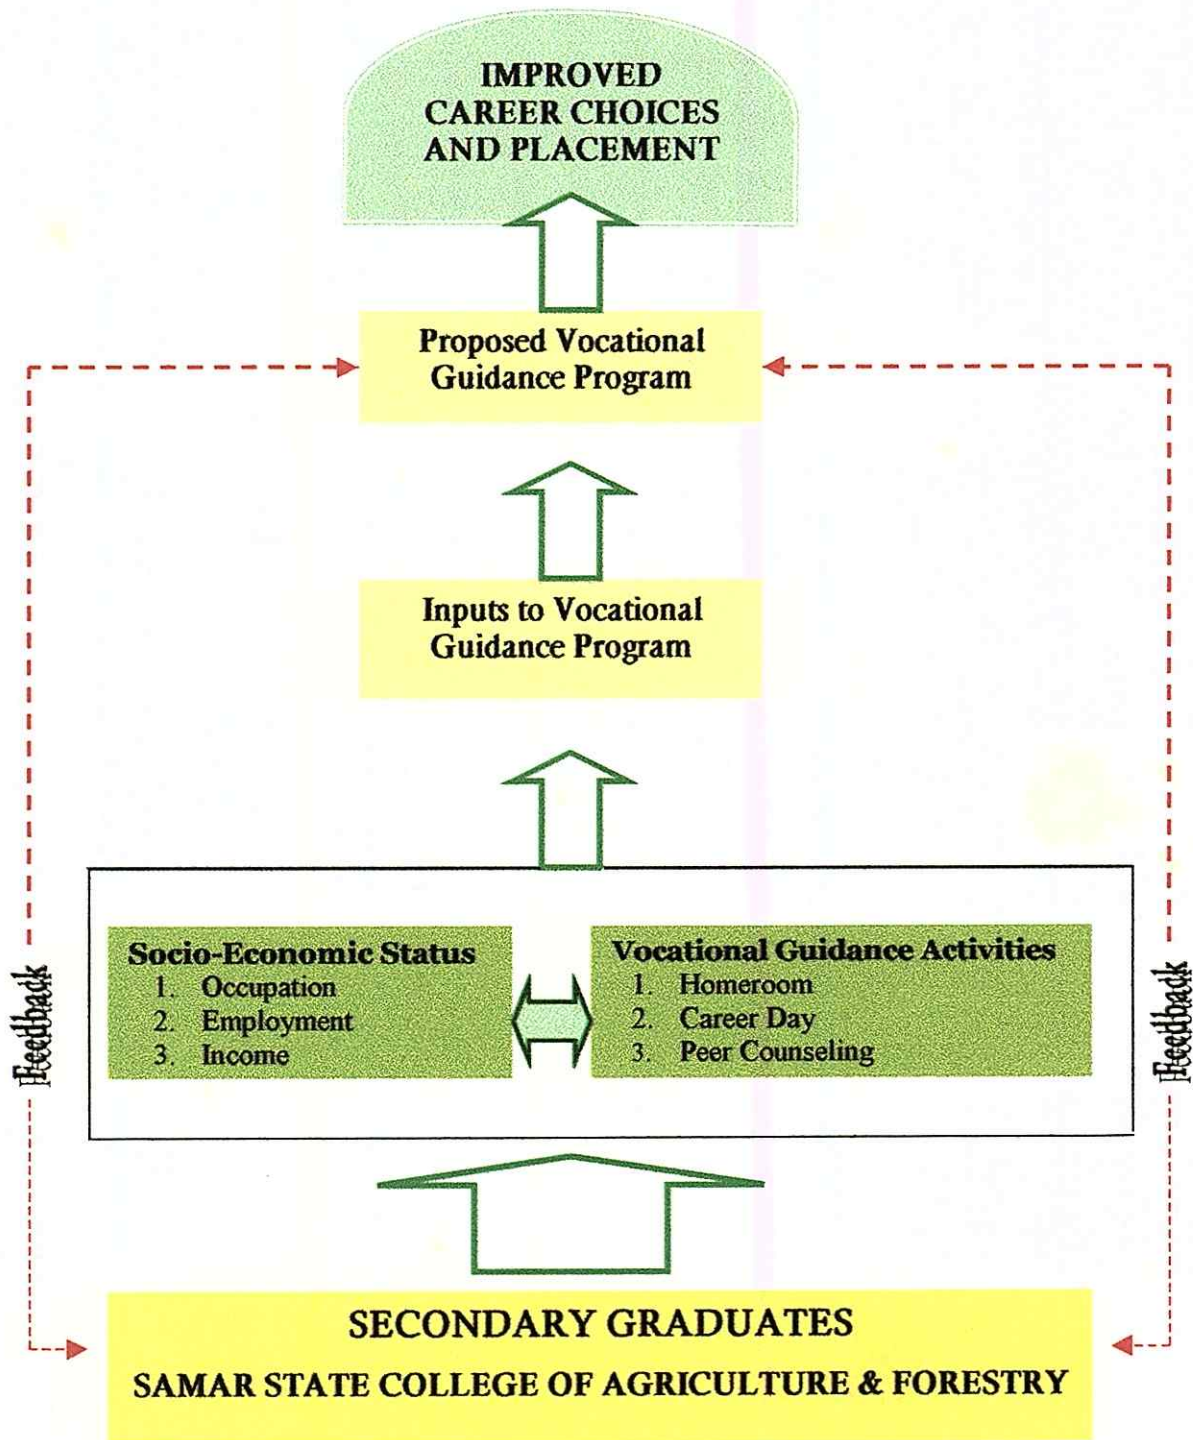 IMPROVED
CAREER CHOICES
AND PLACEMENT
Proposed Vocational
Guidance Program
Inputs to Vocational
Guidance Program
Socio-Economic Status
1. Occupation
2. Employment
3. Income
Vocational Guidance Activities
1. Homeroom
2. Career Day
3. Peer Counseling
Feedback
Feedback
SECONDARY GRADUATES
SAMAR STATE COLLEGE OF AGRICULTURE & FORESTRY